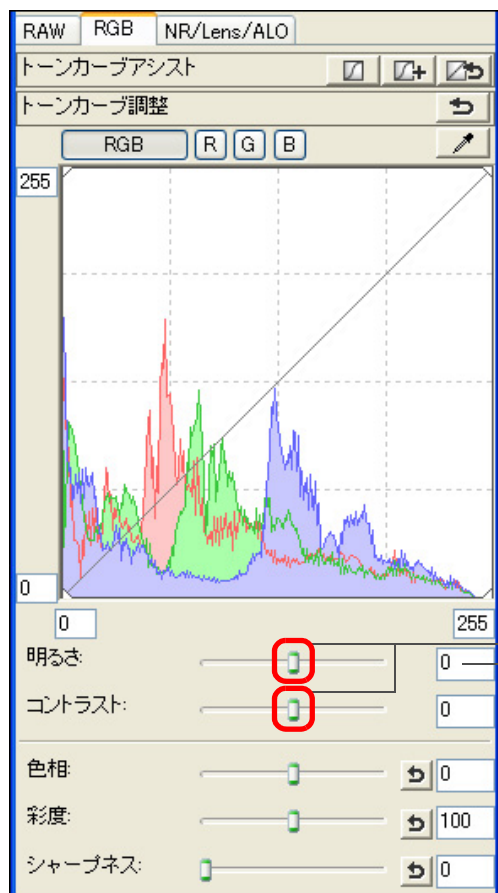 RAW RGB NR/Lens/ALO
トーンカーブアシスト
トーンカーブ調整
RGB R G B
255
0
0 255
明るさ: 0
コントラスト: 0
色相: 0
彩度: 100
シャープネス: 0